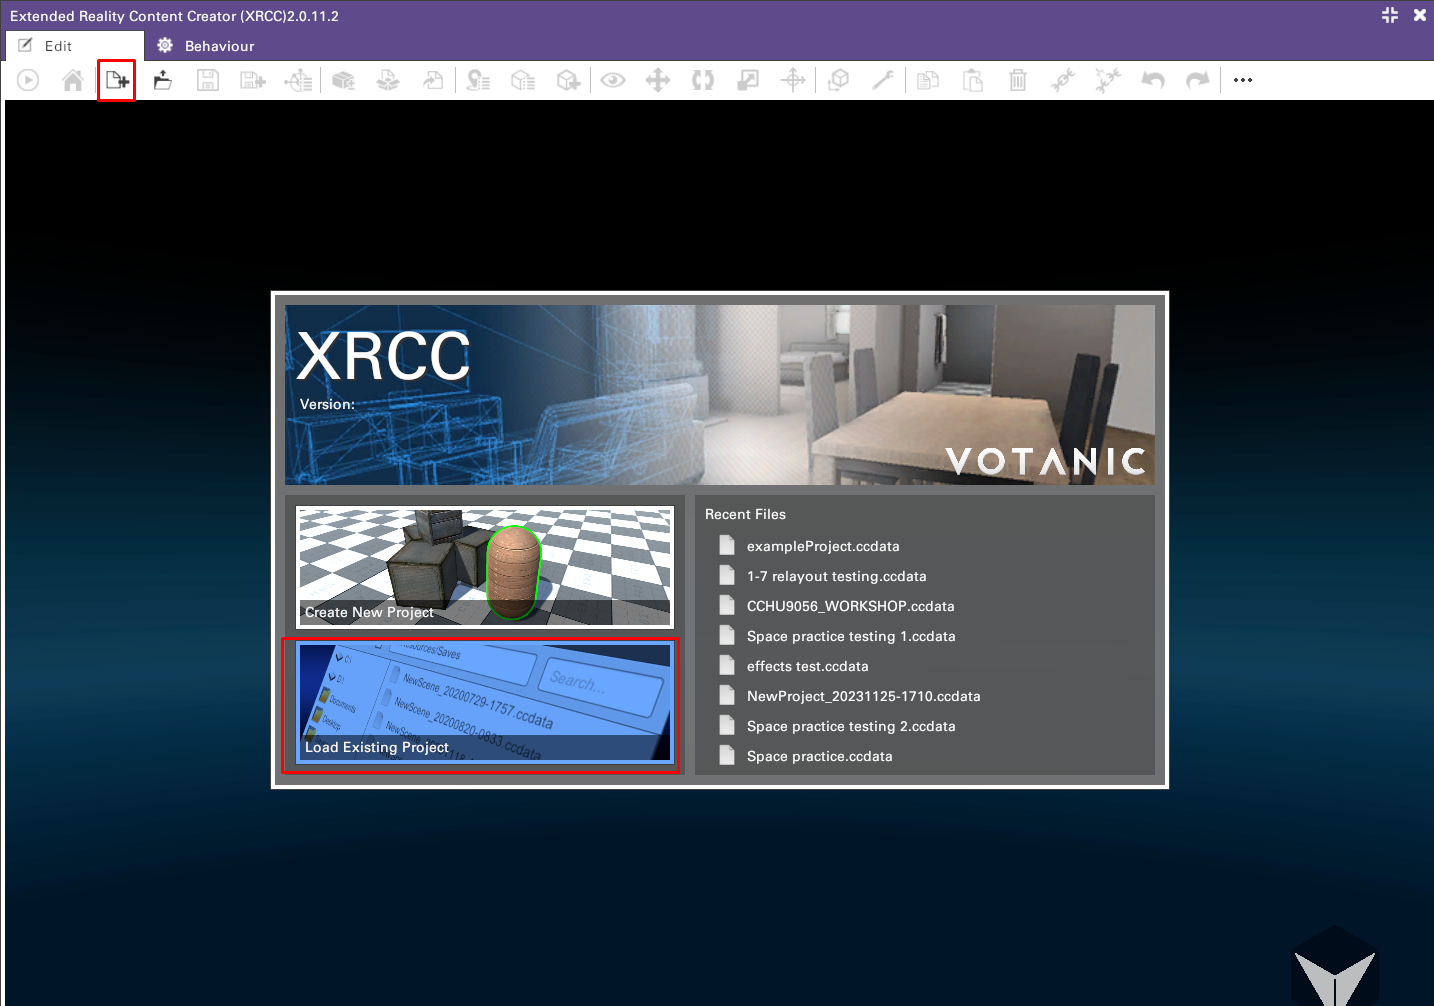 Extended Reality Content Creator (XRCC)2.0.11.2
Edit
Behaviour
XRCC
Version:
VOTANIC
Create New Project
Resources/Saves
Search...
C:\
D:\
Documents
Desktop
NewScene_20200729-1757.ccdata
NewScene_20200820-0833.ccdata
Load Existing Project
Recent Files
exampleProject.ccdata
1-7 relayout testing.ccdata
CCHU9056_WORKSHOP.ccdata
Space practice testing 1.ccdata
effects test.ccdata
NewProject_20231125-1710.ccdata
Space practice testing 2.ccdata
Space practice.ccdata